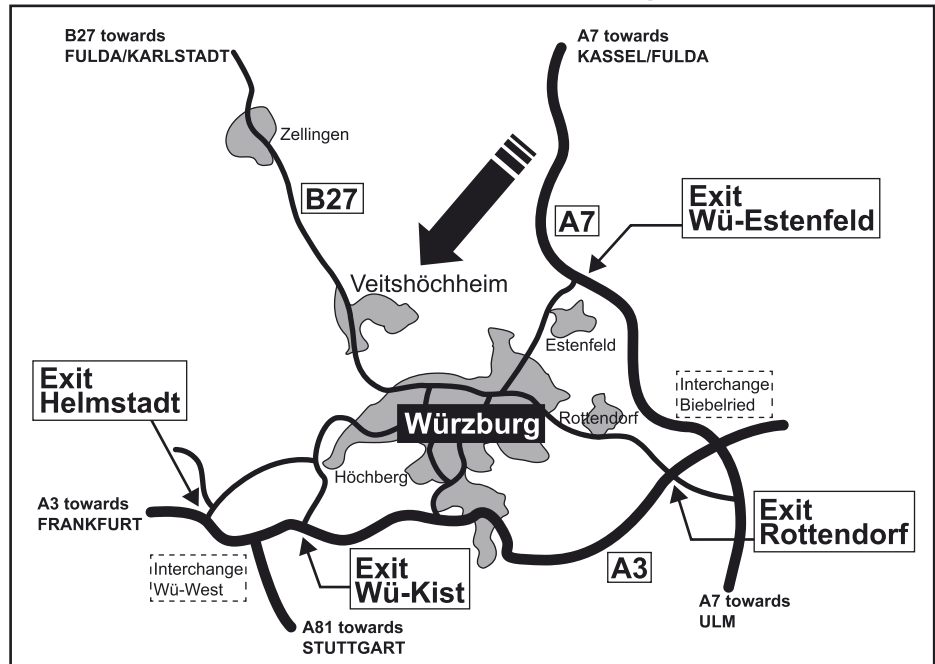 B27 towards
FULDA/KARLSTADT
A7 towards
KASSEL/FULDA
Zellingen
B27
A7
Exit
Wü-Estenfeld
Veitshöchheim
Estenfeld
Exit
Helmstadt
Interchange
Biebelried
Würzburg
Rottendorf
Höchberg
A3 towards
FRANKFURT
Exit
Rottendorf
Interchange
Wü-West
Exit
Wü-Kist
A3
A7 towards
ULM
A81 towards
STUTTGART